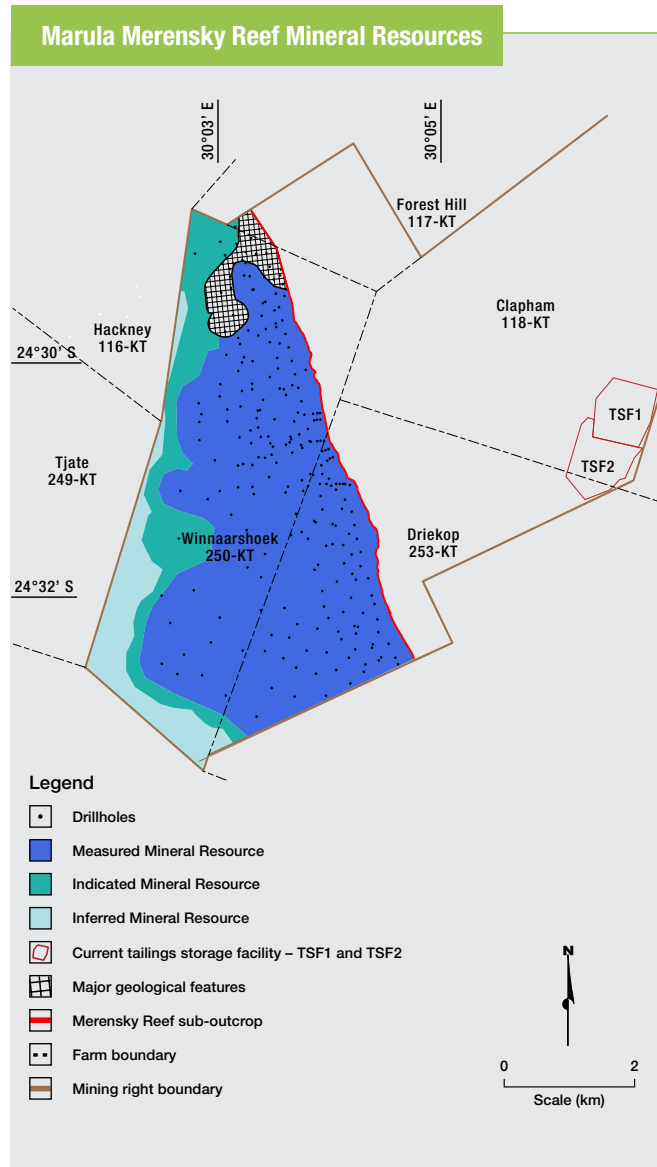 Marula Merensky Reef Mineral Resources
30°03' E
30°05' E
Forest Hill
117-KT
Clapham
118-KT
Hackney
116-KT
24°30' S
TSF1
TSF2
Tjate
249-KT
Winnaarshoek
250-KT
Driekop
253-KT
24°32' S
Legend
Drillholes
Measured Mineral Resource
Indicated Mineral Resource
Inferred Mineral Resource
Current tailings storage facility – TSF1 and TSF2
Major geological features
Merensky Reef sub-outcrop
Farm boundary
Mining right boundary
N
0 2
Scale (km)